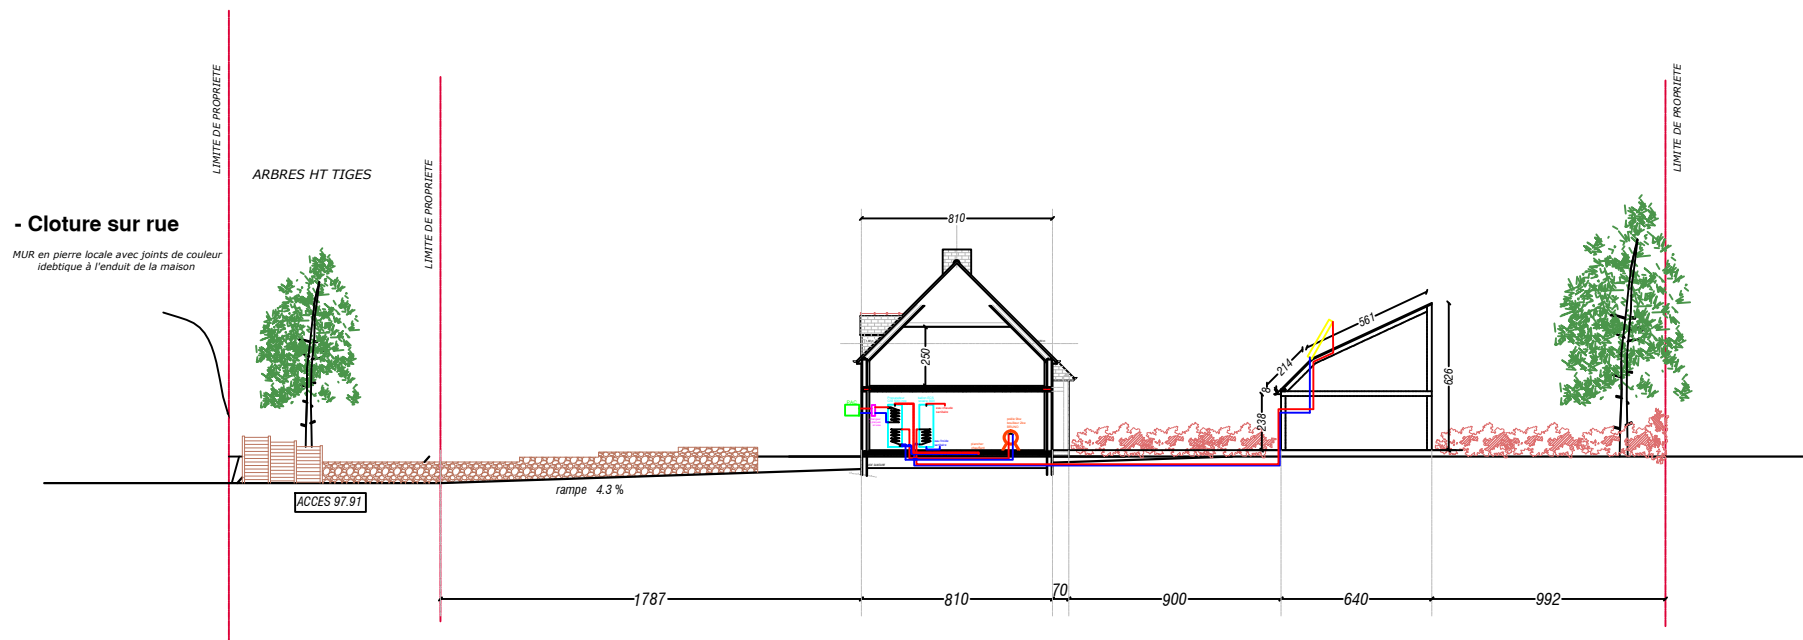 LIMITE DE PROPRIETE
ARBRES HT TIGES
LIMITE DE PROPRIETE
LIMITE DE PROPRIETE
- Cloture sur rue
MUR en pierre locale avec joints de couleur
idebtique à l'enduit de la maison
810
250
561
214
8
238
626
ACCES 97.91
rampe 4.3 %
1787
810
70
900
640
992